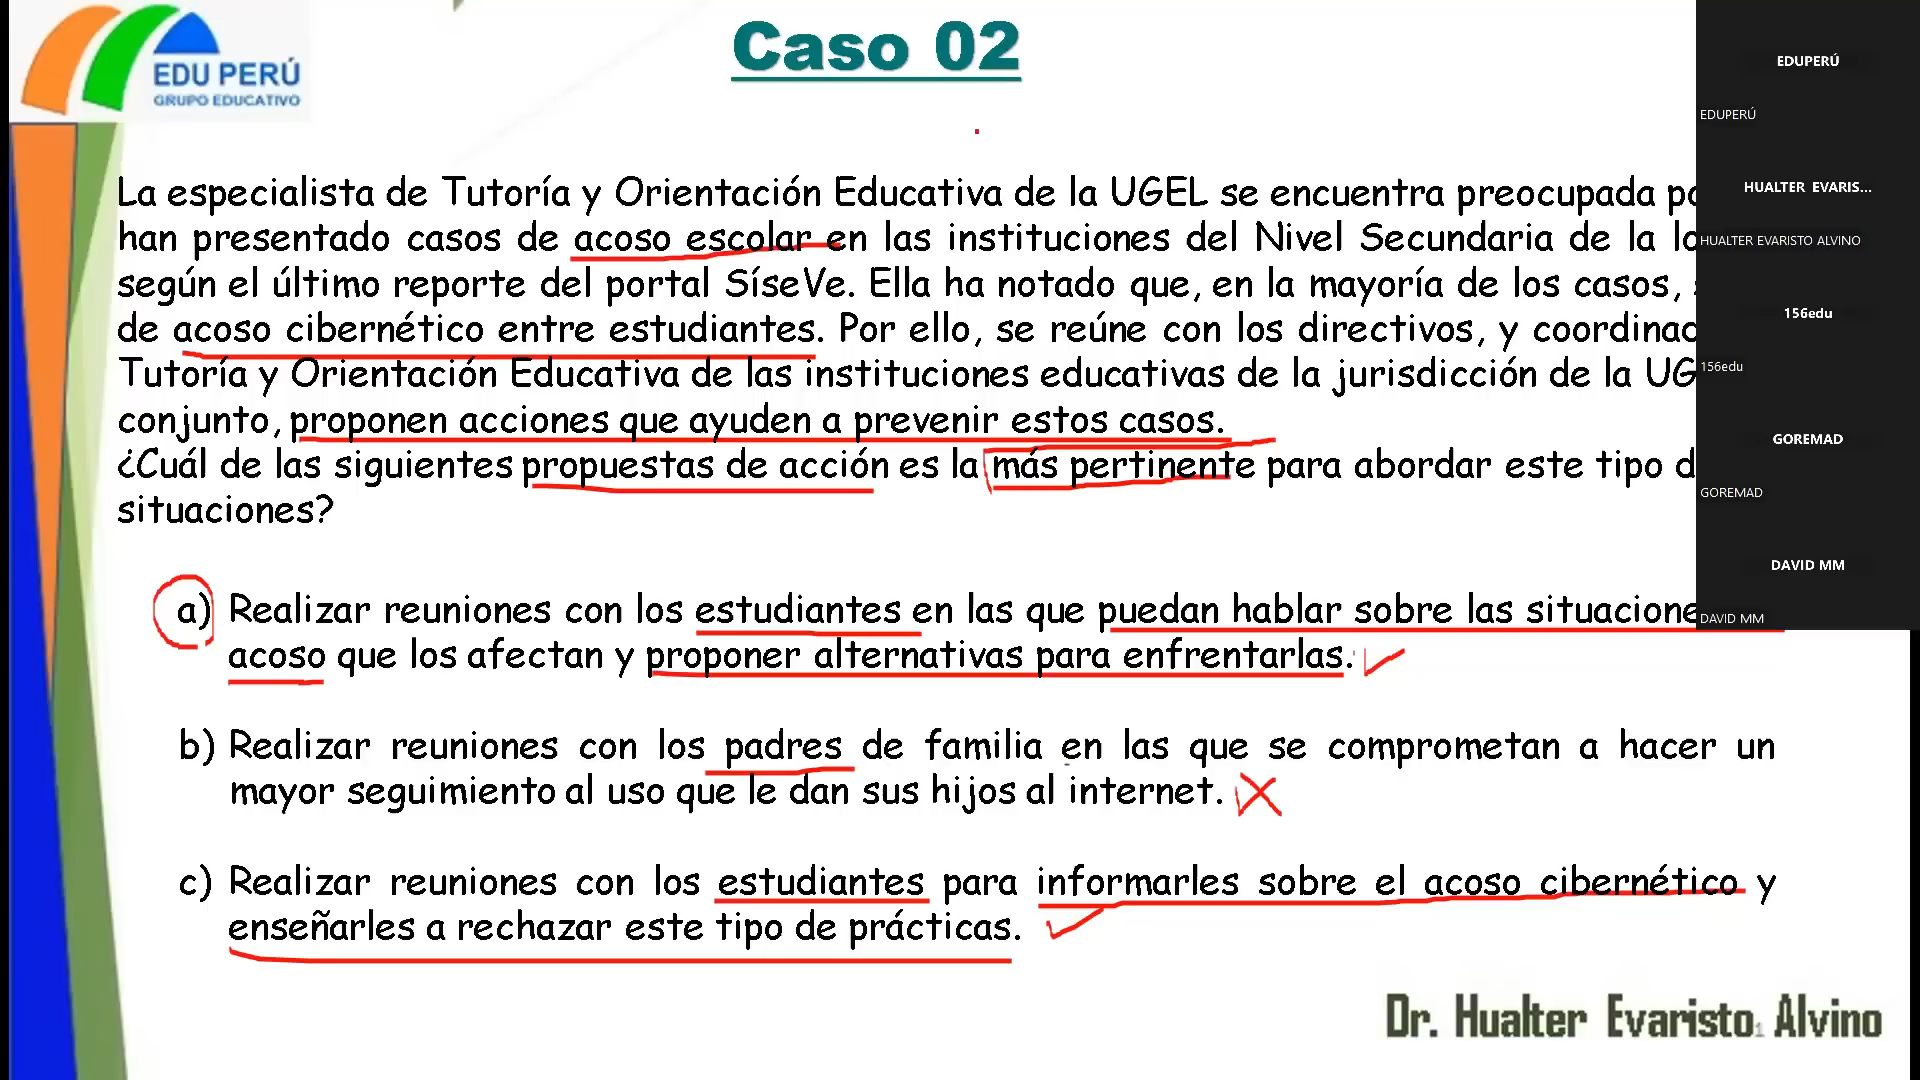 EDU PERÚ
GRUPO EDUCATIVO
Caso 02
La especialista de Tutoría y Orientación Educativa de la UGEL se encuentra preocupada
han presentado casos de acoso escolar en las instituciones del Nivel Secundaria de la
según el último reporte del portal SíseVe. Ella ha notado que, en la mayoría de los casos,
de acoso cibernético entre estudiantes. Por ello, se reúne con los directivos, y
Tutoría y Orientación Educativa de las instituciones educativas de la jurisdicción de la
conjunto, proponen acciones que ayuden a prevenir estos casos.
¿Cuál de las siguientes propuestas de acción es la más pertinente para abordar este tipo
situaciones?
a) Realizar reuniones con los estudiantes en las que puedan hablar sobre las
acoso que los afectan y proponer alternativas para enfrentarlas.
b) Realizar reuniones con los padres de familia en las que se comprometan a hacer un
mayor seguimiento al uso que le dan sus hijos al internet.
c) Realizar reuniones con los estudiantes para informarles sobre el acoso cibernético y
enseñarles a rechazar este tipo de prácticas.
Dr. Hualter Evaristo Alvino
EDUPERÚ
EDUPERÚ
HUALTER EVARIS...
HUALTER EVARISTO ALVINO
156edu
156edu
GOREMAD
GOREMAD
DAVID MM
DAVID MM